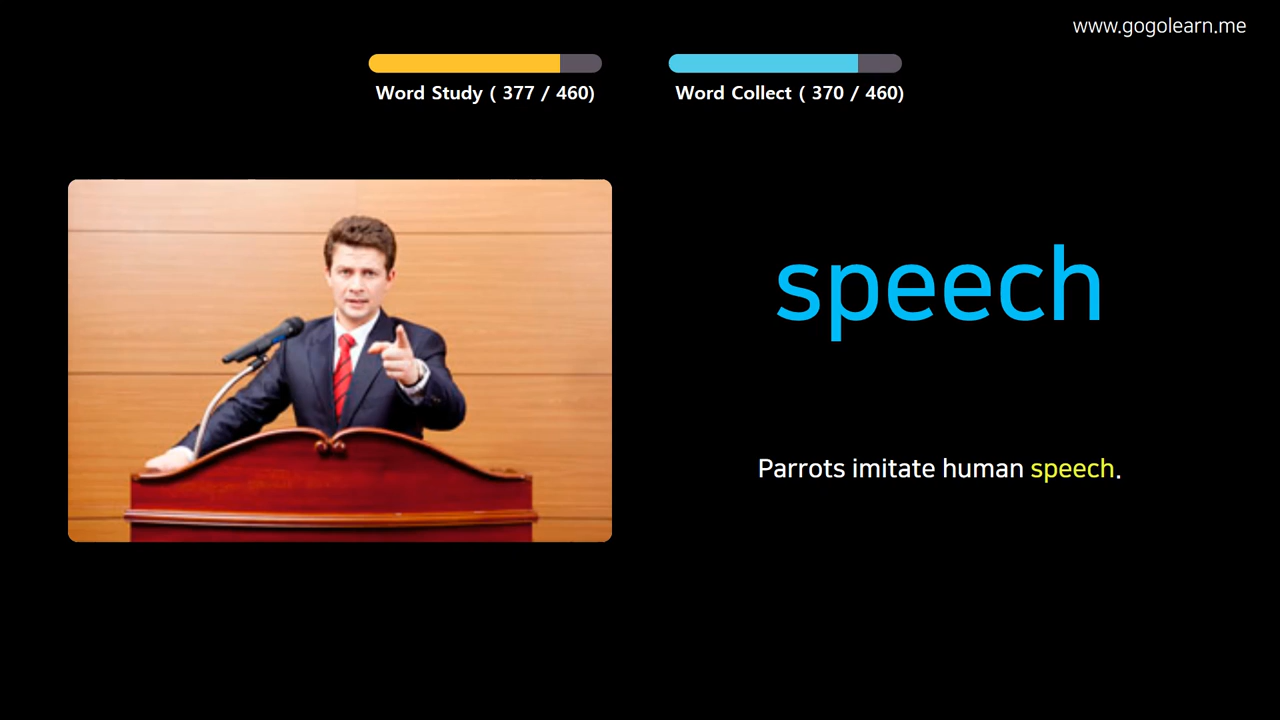 www.gogolearn.me
Word Study ( 377 / 460)
Word Collect ( 370 / 460)
speech
Parrots imitate human speech.